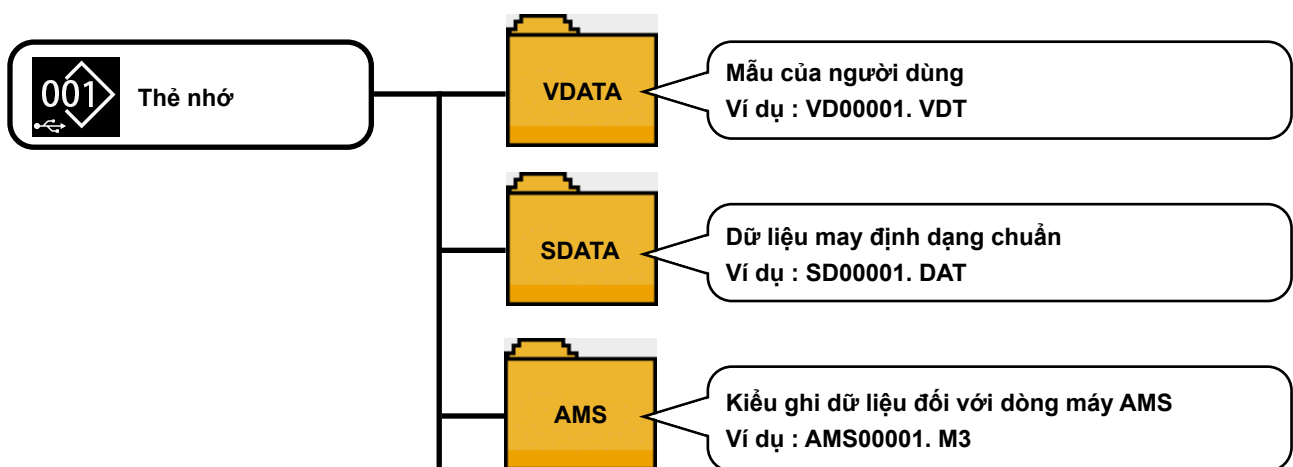 001
Thẻ nhớ
VDATA
Mẫu của người dùng
Ví dụ : VD00001. VDT
SDATA
Dữ liệu may định dạng chuẩn
Ví dụ : SD00001. DAT
AMS
Kiểu ghi dữ liệu đối với dòng máy AMS
Ví dụ : AMS00001. M3